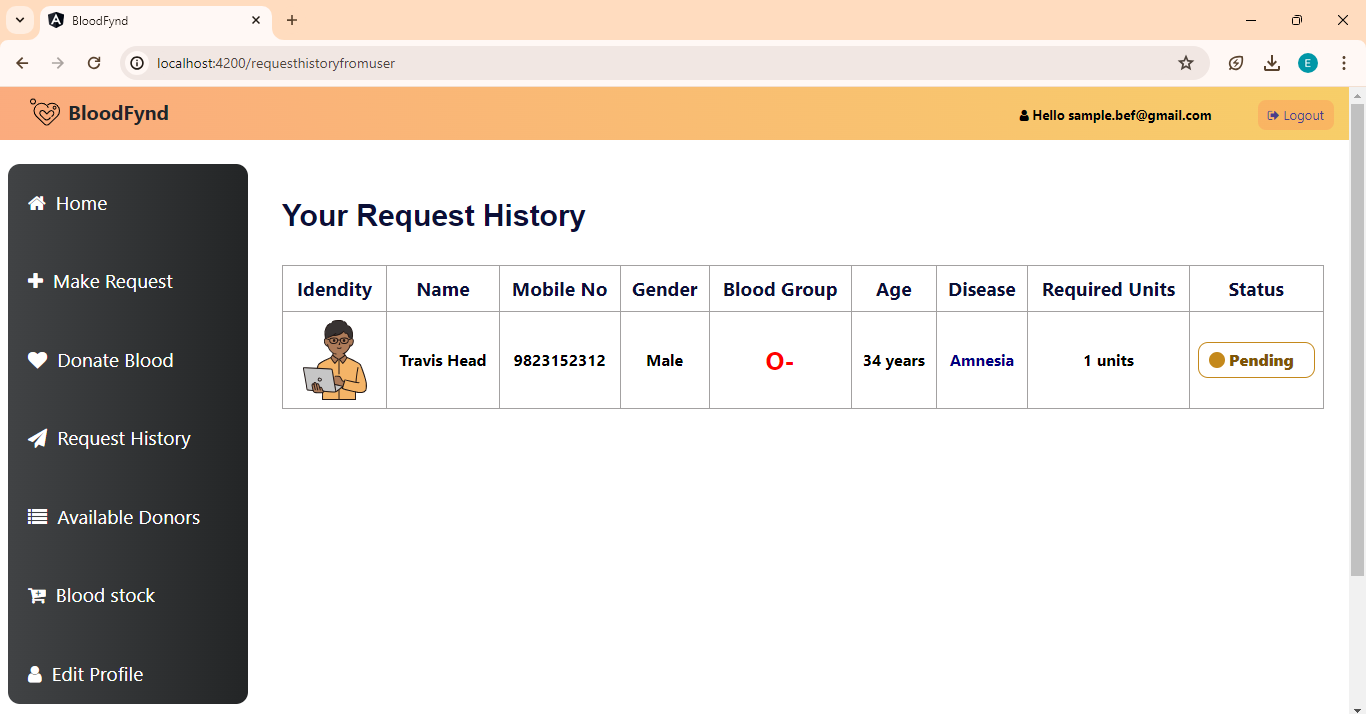 BloodFynd
localhost:4200/requesthistoryfromuser
E
BloodFynd
Hello sample.bef@gmail.com
Logout
Home
Make Request
Donate Blood
Request History
Available Donors
Blood stock
Edit Profile
Your Request History
Idendity Name Mobile No Gender Blood Group Age Disease Required Units Status
Travis Head 9823152312 Male O- 34 years Amnesia 1 units Pending